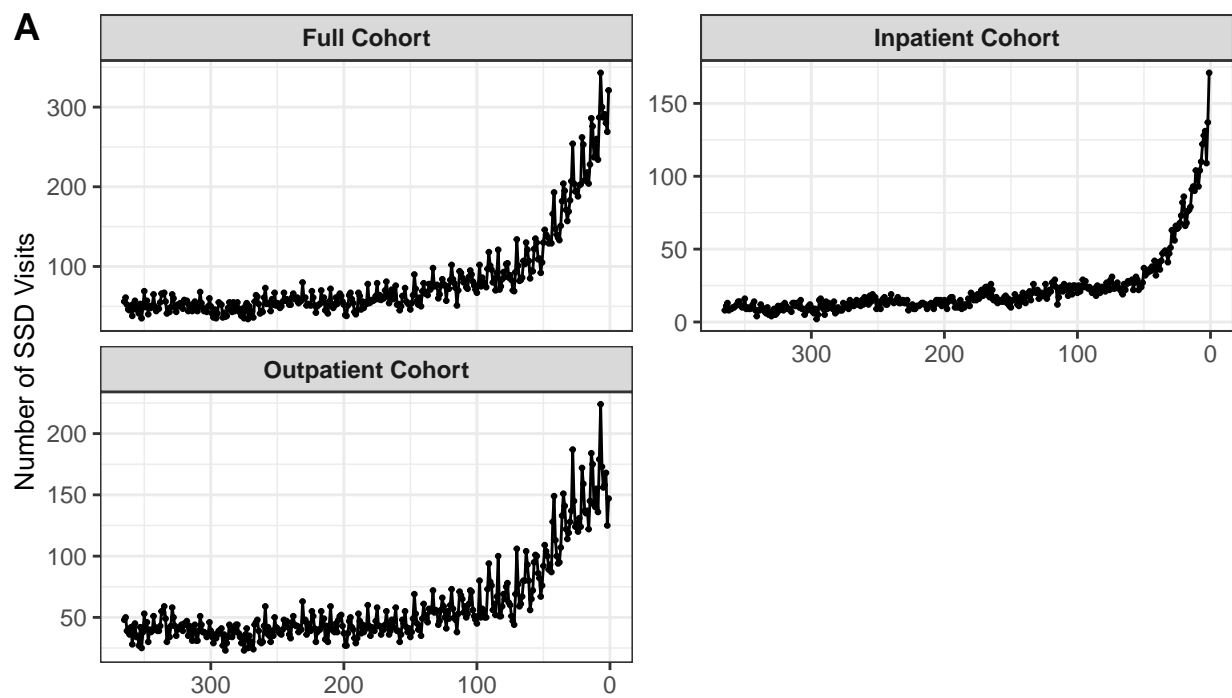 A
Full Cohort
Inpatient Cohort
Number of SSD Visits
300
200
100
150
100
50
0
300 200 100 0
Outpatient Cohort
200
150
100
50
300 200 100 0